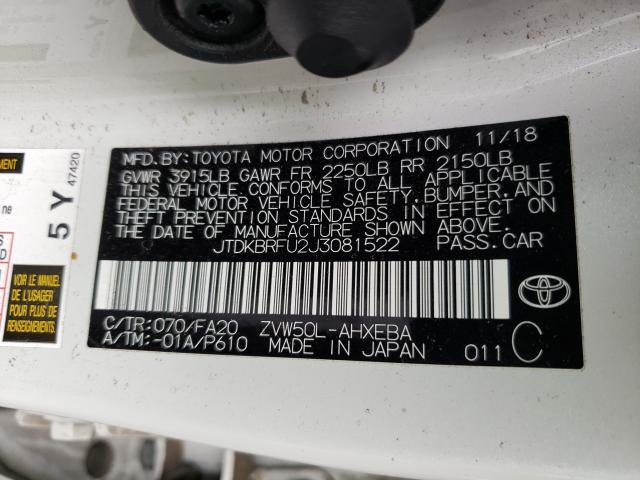 MFD.BY:TOYOTA MOTOR CORPORATION 11/18
GVWR 3915LB GAWR FR 2250LB RR 2150LB
THIS VEHICLE CONFORMS TO ALL APPLICABLE
FEDERAL MOTOR VEHICLE SAFETY,BUMPER,AND
THEFT PREVENTION STANDARDS IN EFFECT ON
THE DATE OF MANUFACTURE SHOWN ABOVE.
JTDKBRFU2J3081522 PASS.CAR
C/TR:070/FA20 ZVW50L-AHXEBA
A/TM:-01A/P610 MADE IN JAPAN 011 C
5 Y
47420
ne
VOIR LE MANUEL
DE L'USAGER
POUR PLUS DE